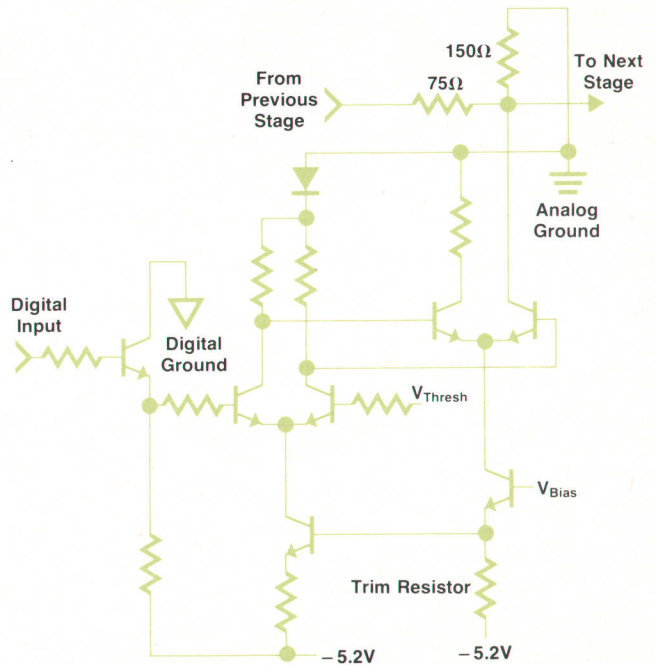 150Ω
To Next
Stage
From
Previous
Stage
75Ω
Analog
Ground
Digital
Input
Digital
Ground
VThresh
VBias
Trim Resistor
–5.2V
–5.2V